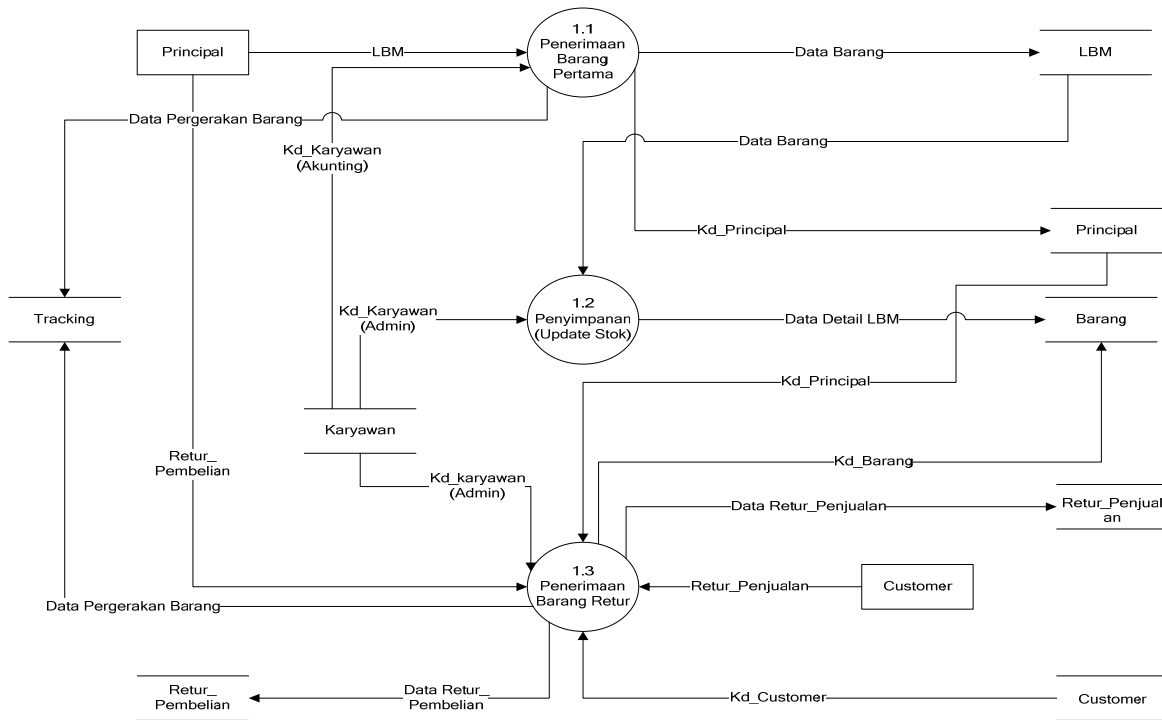 1.1
Penerimaan
Barang
Pertama
Principal
LBM
Data Barang
LBM
Data Pergerakan Barang
Kd_Karyawan
(Akunting)
Data Barang
Kd_Principal
Principal
Tracking
Kd_Karyawan
(Admin)
1.2
Penyimpanan
(Update Stok)
Data Detail LBM
Barang
Kd_Principal
Karyawan
Retur_
Pembelian
Kd_Barang
Kd_karyawan
(Admin)
Data Retur_Penjualan
Retur_Penjual
an
1.3
Penerimaan
Barang Retur
Retur_Penjualan
Customer
Data Pergerakan Barang
Retur_
Pembelian
Data Retur_
Pembelian
Kd_Customer
Customer